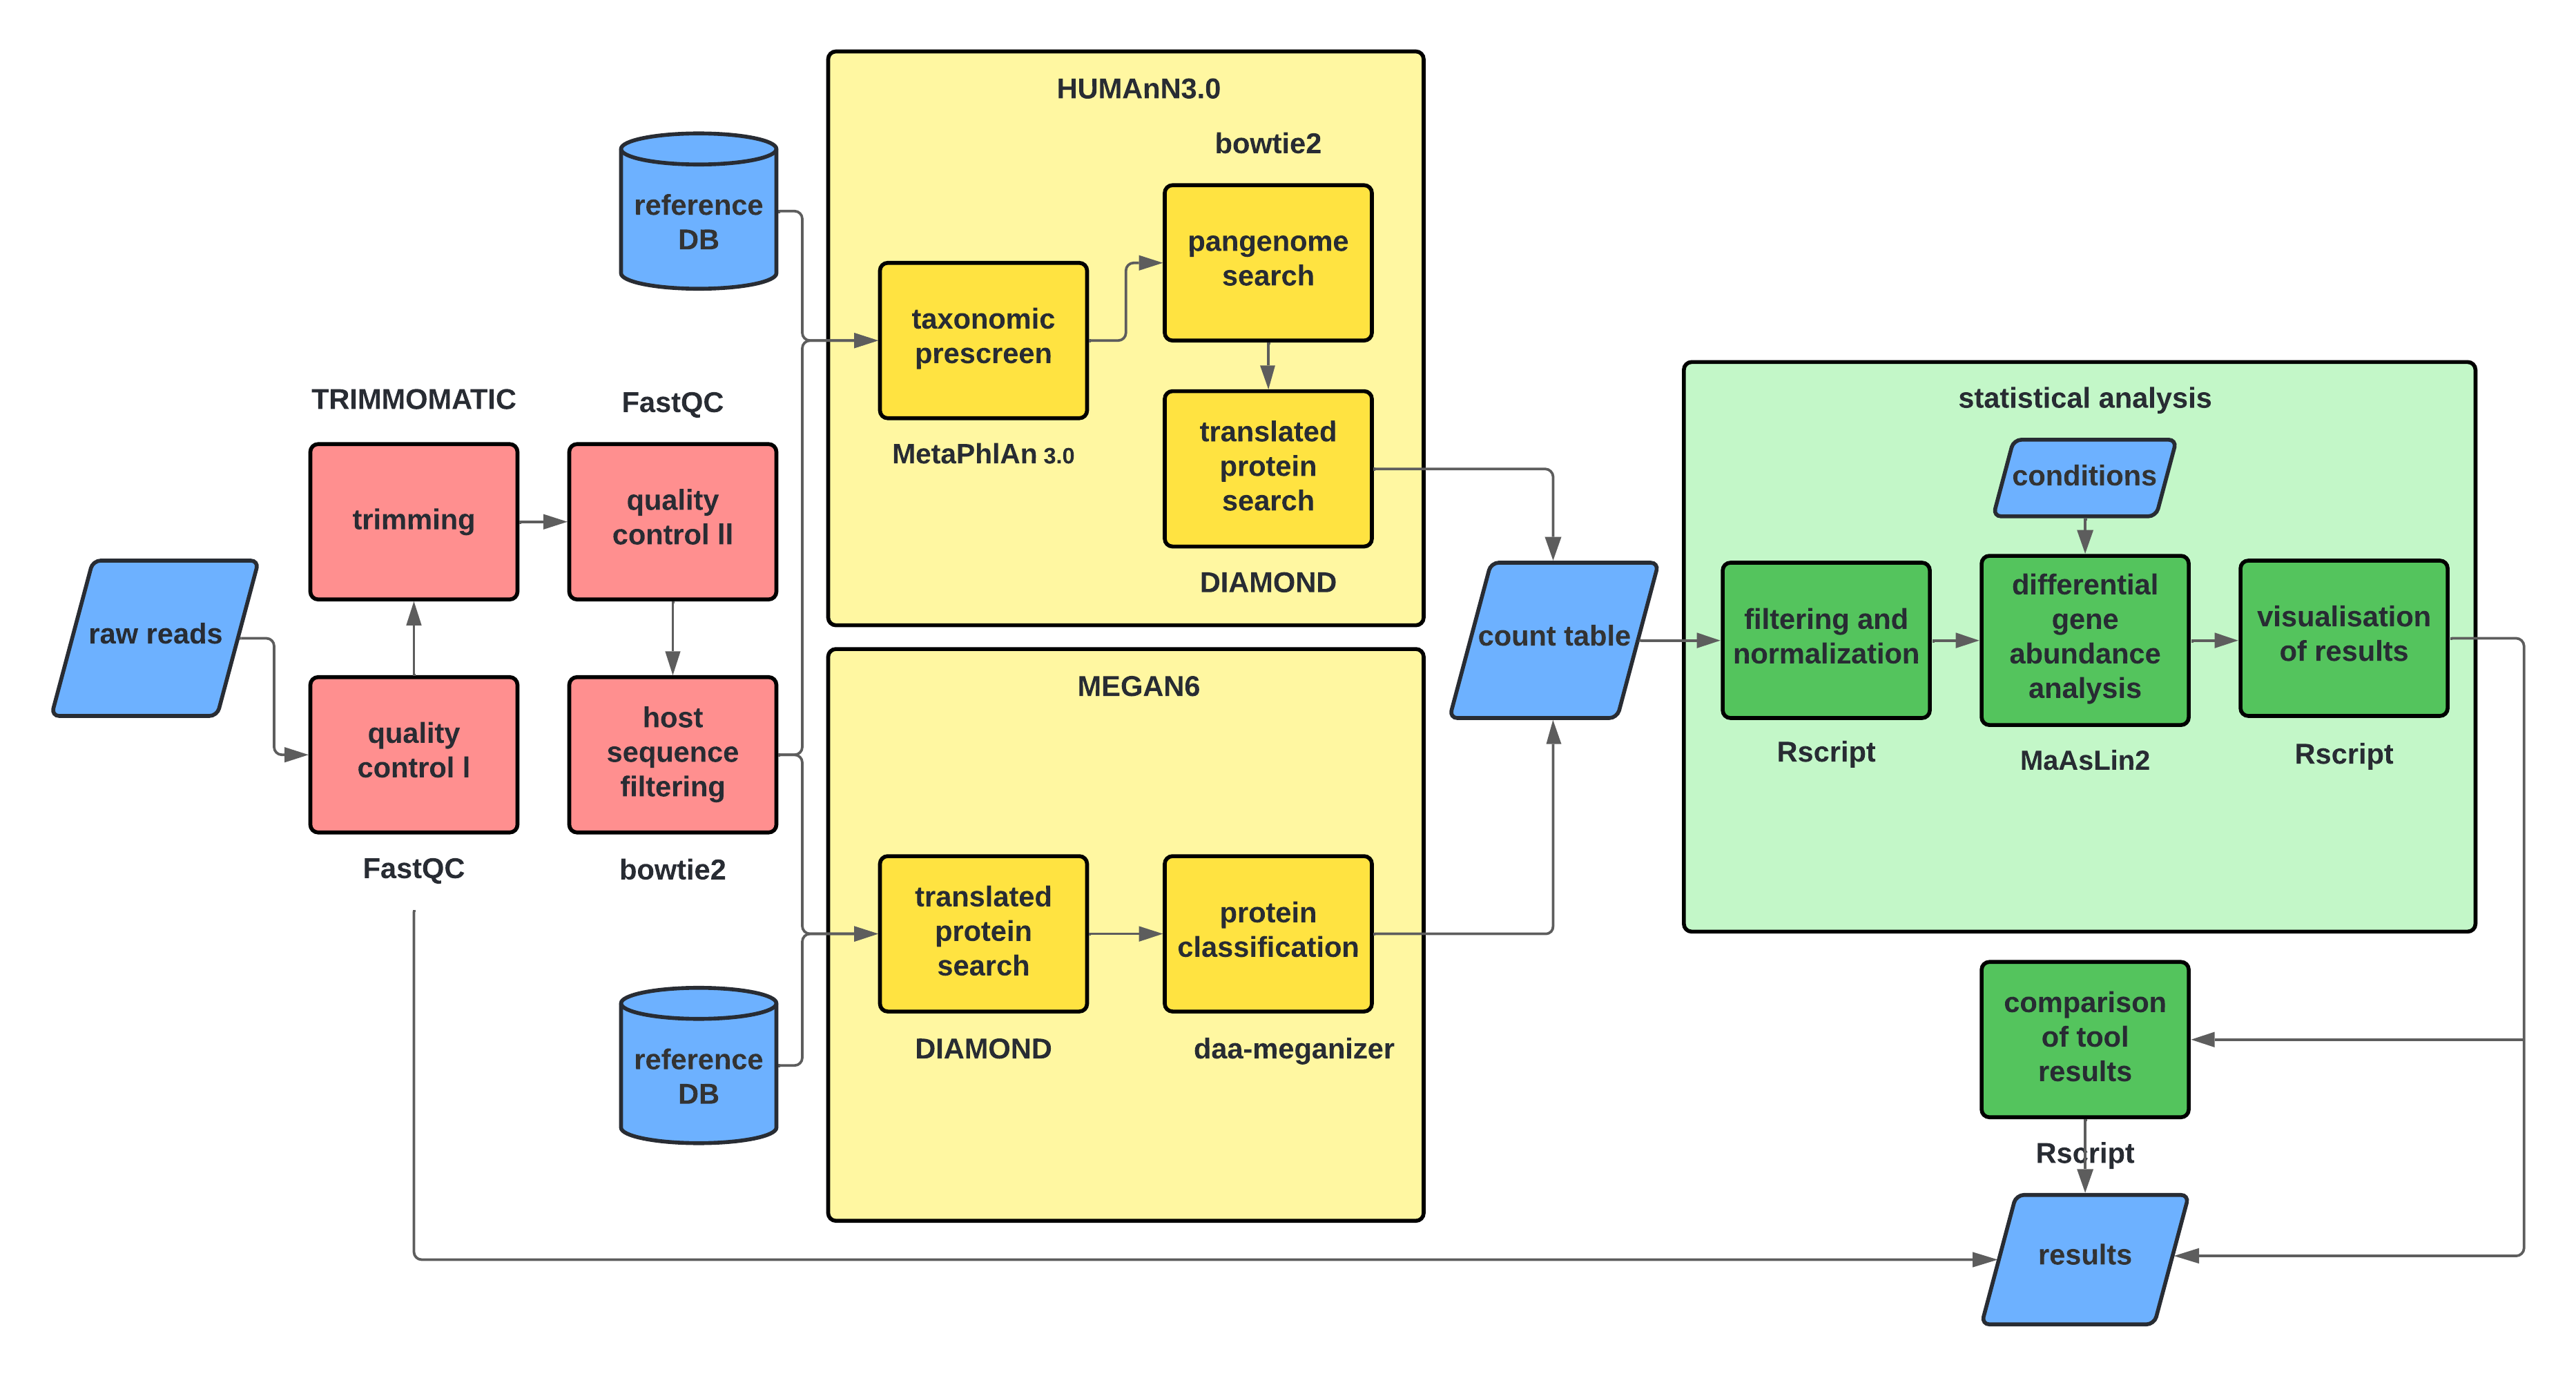 raw reads
TRIMMOMATIC
trimming
quality
control l
FastQC
FastQC
quality
control ll
host
sequence
filtering
bowtie2
reference
DB
reference
DB
HUMAnN3.0
bowtie2
taxonomic
prescreen
MetaPhlAn 3.0
pangenome
search
translated
protein
search
DIAMOND
MEGAN6
translated
protein
search
DIAMOND
protein
classification
daa-meganizer
count table
statistical analysis
conditions
filtering and
normalization
Rscript
differential
gene
abundance
analysis
MaAsLin2
visualisation
of results
Rscript
comparison
of tool
results
Rscript
results